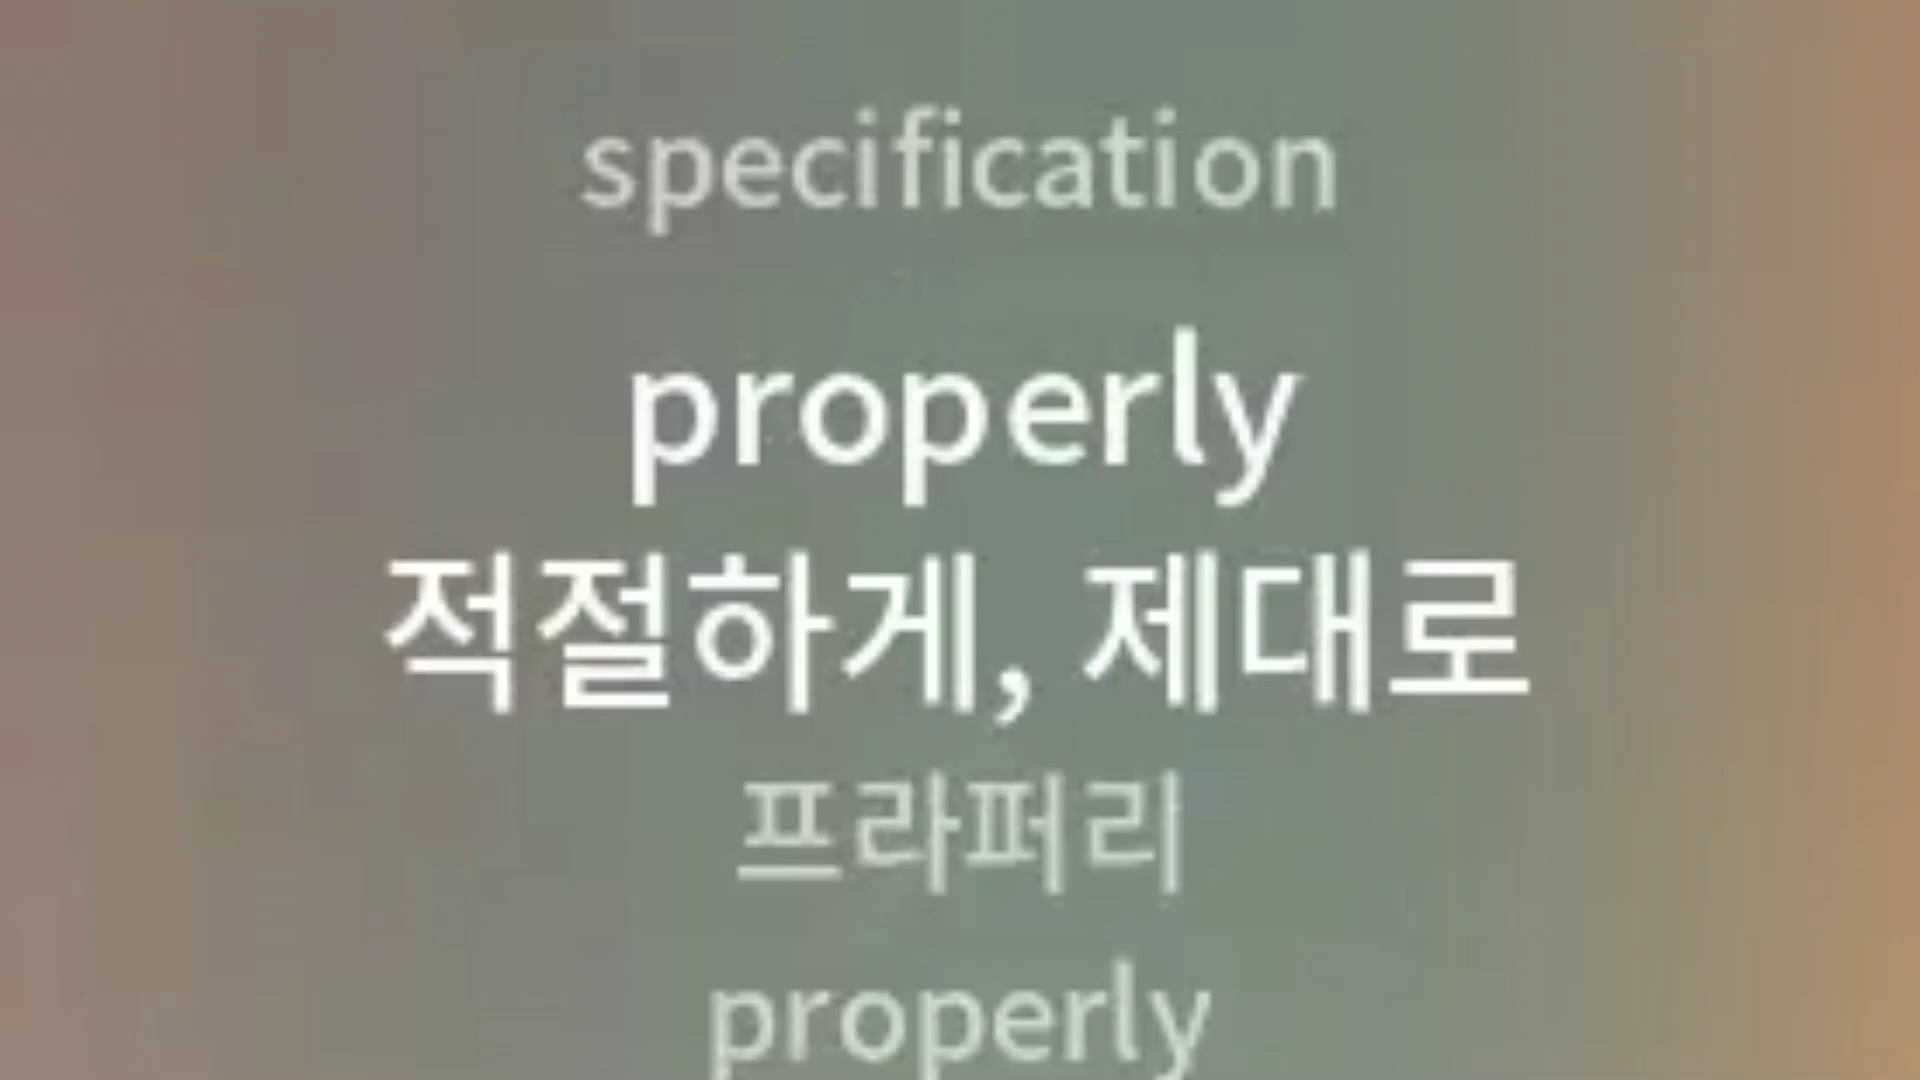 specification
properly
적절하게, 제대로
프라퍼리
properly